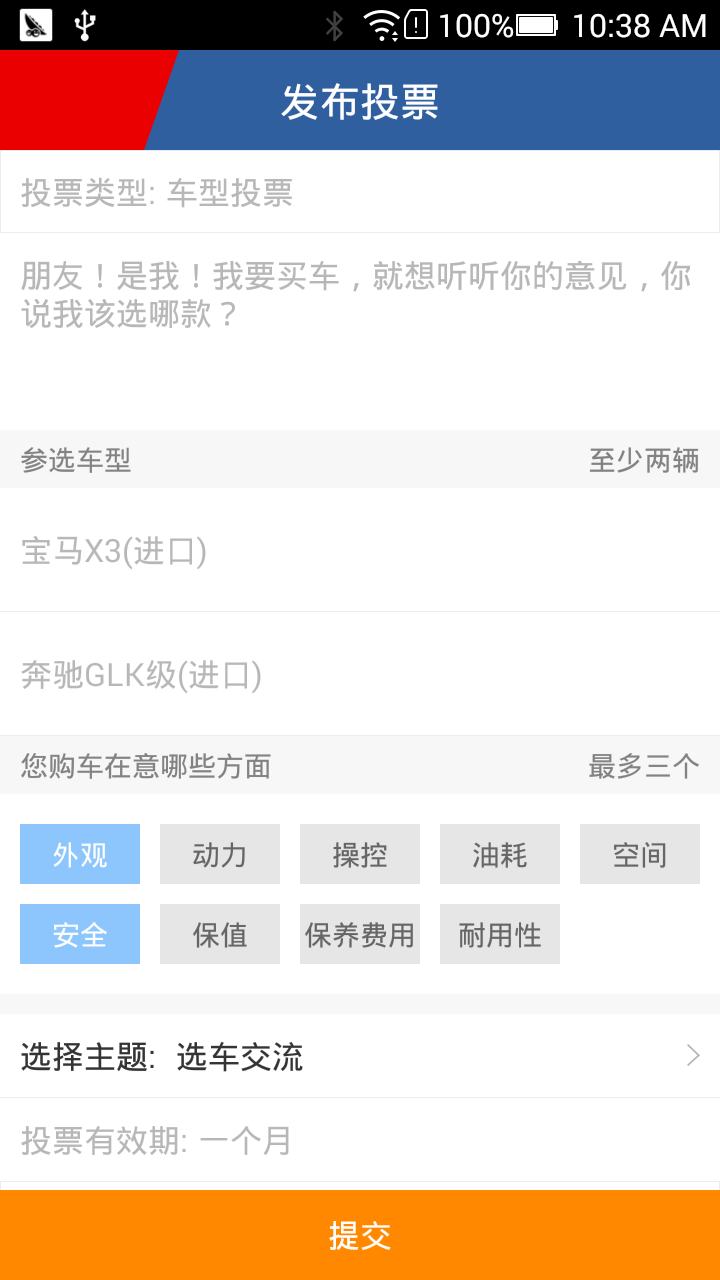 100% 10:38 AM
发布投票
投票类型: 车型投票
朋友！是我！我要买车，就想听听你的意见，你
说我该选哪款？
参选车型 至少两辆
宝马X3(进口)
奔驰GLK级(进口)
您购车在意哪些方面 最多三个
外观 动力 操控 油耗 空间
安全 保值 保养费用 耐用性
选择主题: 选车交流
投票有效期: 一个月
提交